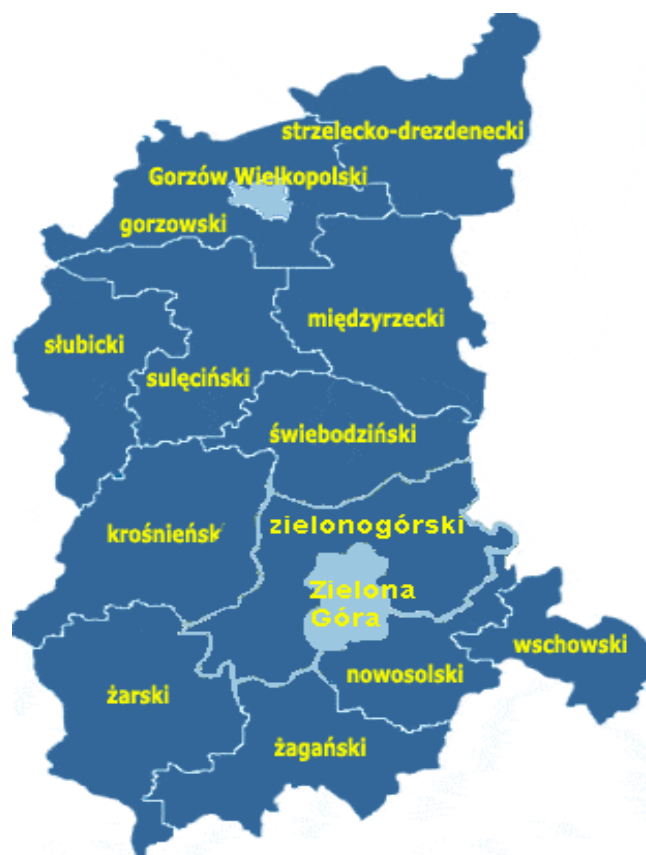 strzelecko-drezdenecki
Gorzów Wielkopolski
gorzowski
międzyrzecki
słubicki
sulęciński
świebodziński
zielonogórski
krośnieńsk
Zielona
Góra
wschowski
nowosolski
żarski
żagański